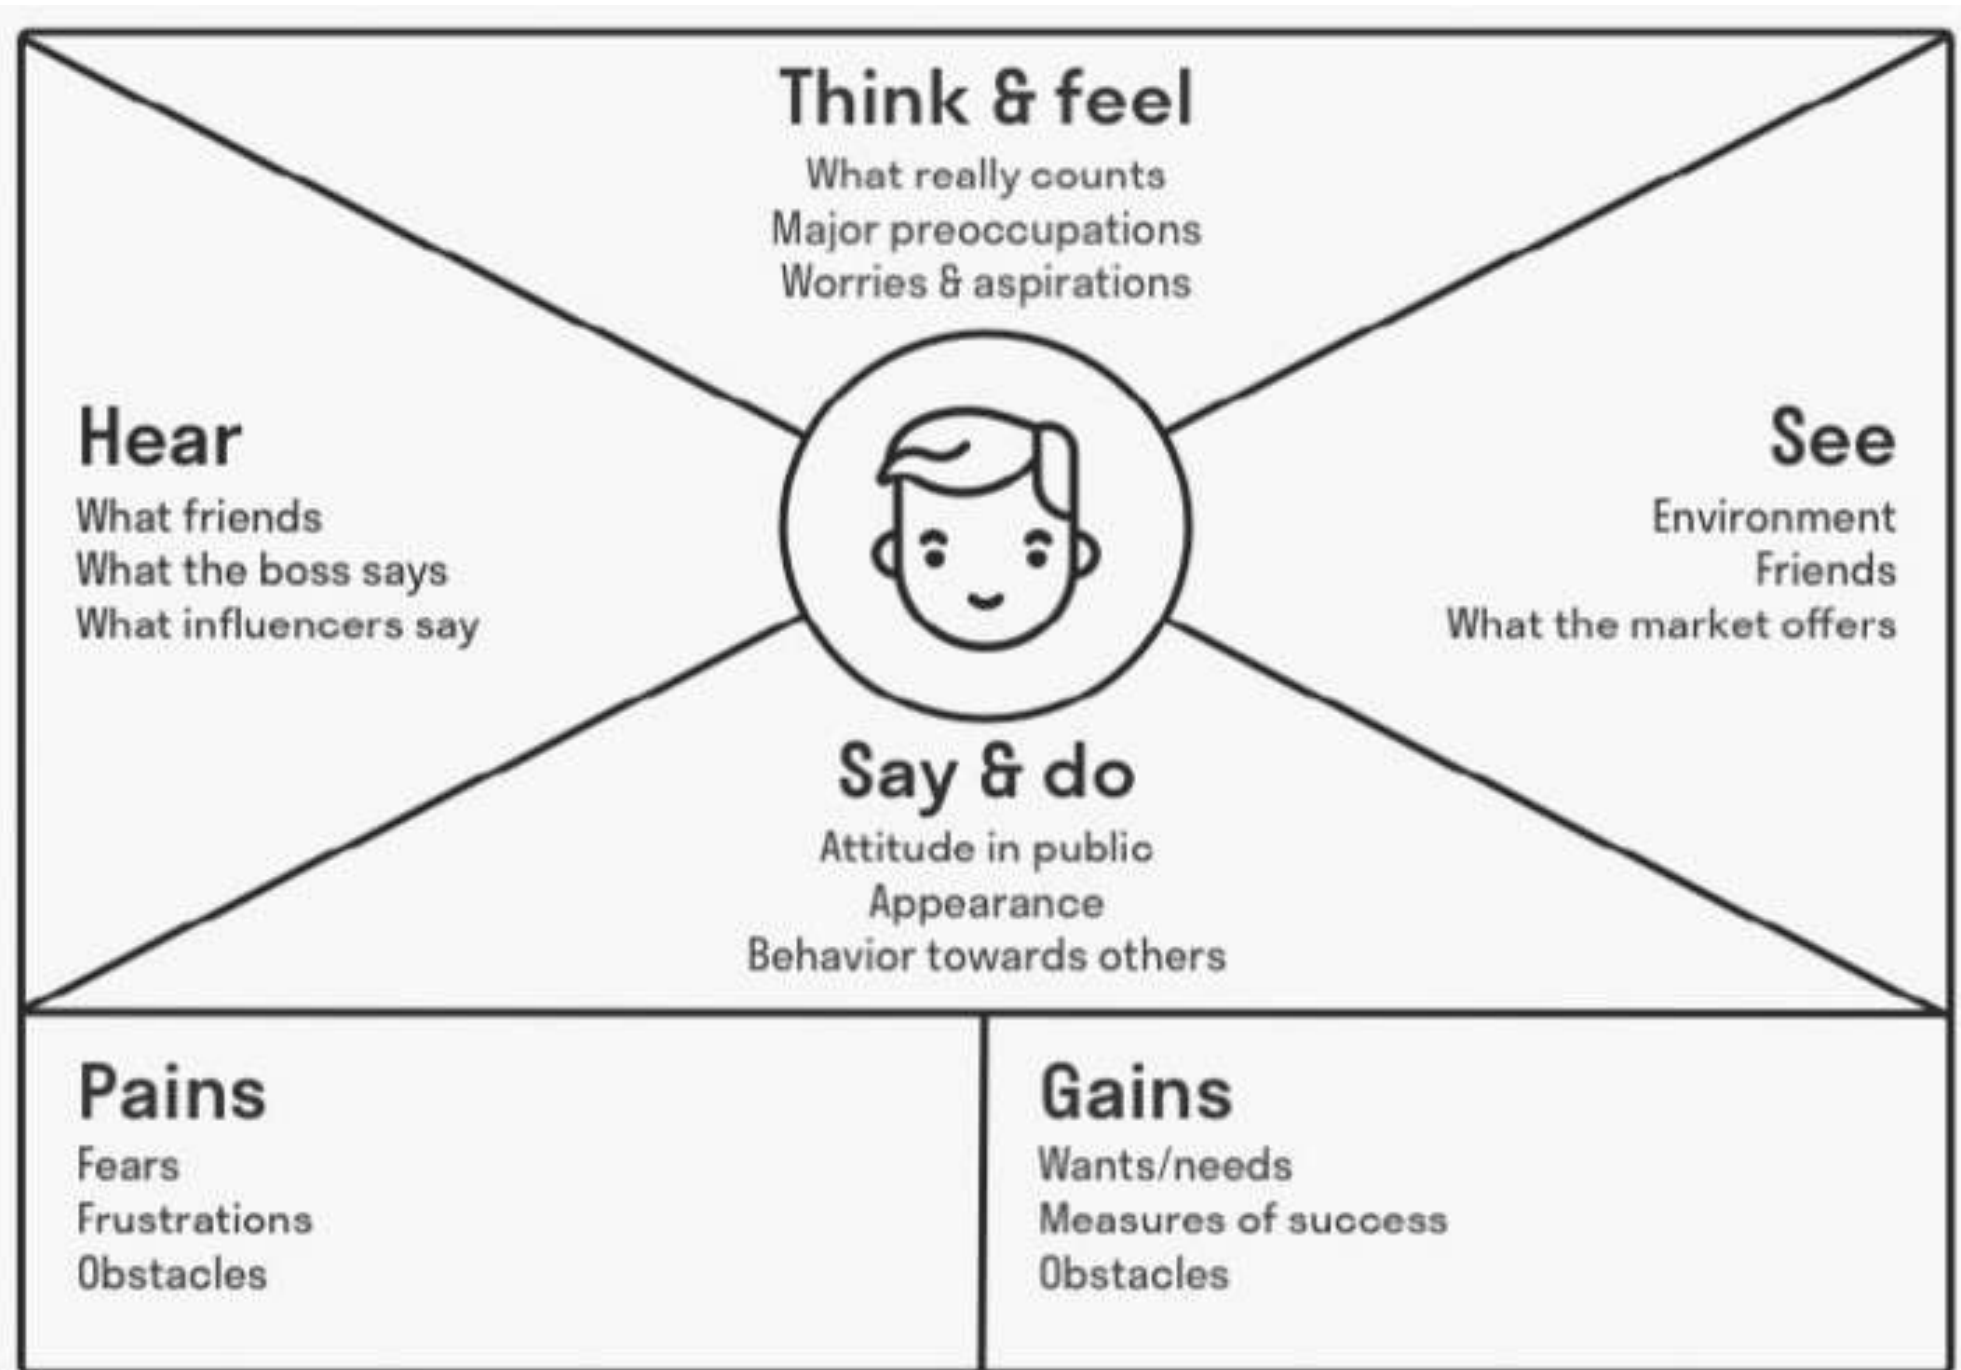 Think & feel
What really counts
Major preoccupations
Worries & aspirations
Hear
What friends
What the boss says
What influencers say
See
Environment
Friends
What the market offers
Say & do
Attitude in public
Appearance
Behavior towards others
Pains
Fears
Frustrations
Obstacles
Gains
Wants/needs
Measures of success
Obstacles